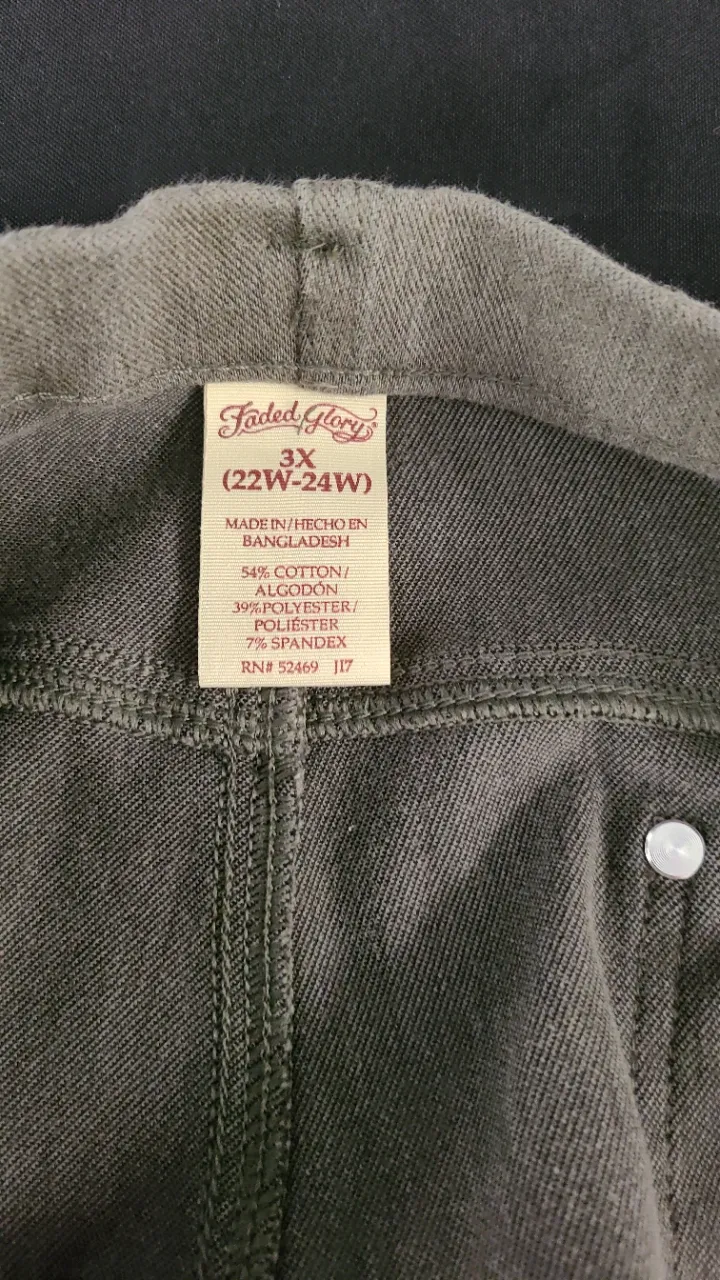 Faded Glory®
3X
(22W-24W)
MADE IN/HECHO EN
BANGLADESH
54% COTTON/
ALGODÓN
39%POLYESTER/
POLIÉSTER
7% SPANDEX
RN# 52469 JI7